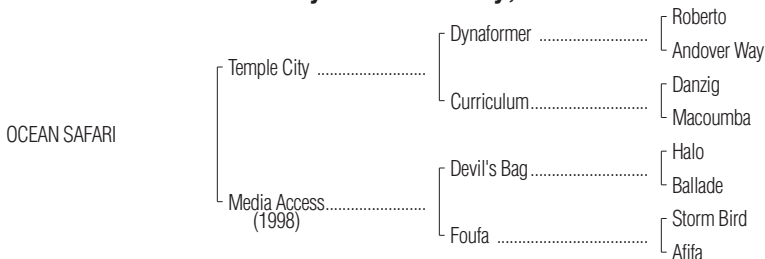 Roberto
Dynaformer ..........................
Andover Way
Temple City ..........................
Danzig
Curriculum............................
Macoumba
OCEAN SAFARI
Halo
Devil's Bag............................
Ballade
Media Access........................
(1998)
Storm Bird
Foufa ....................................
Afifa